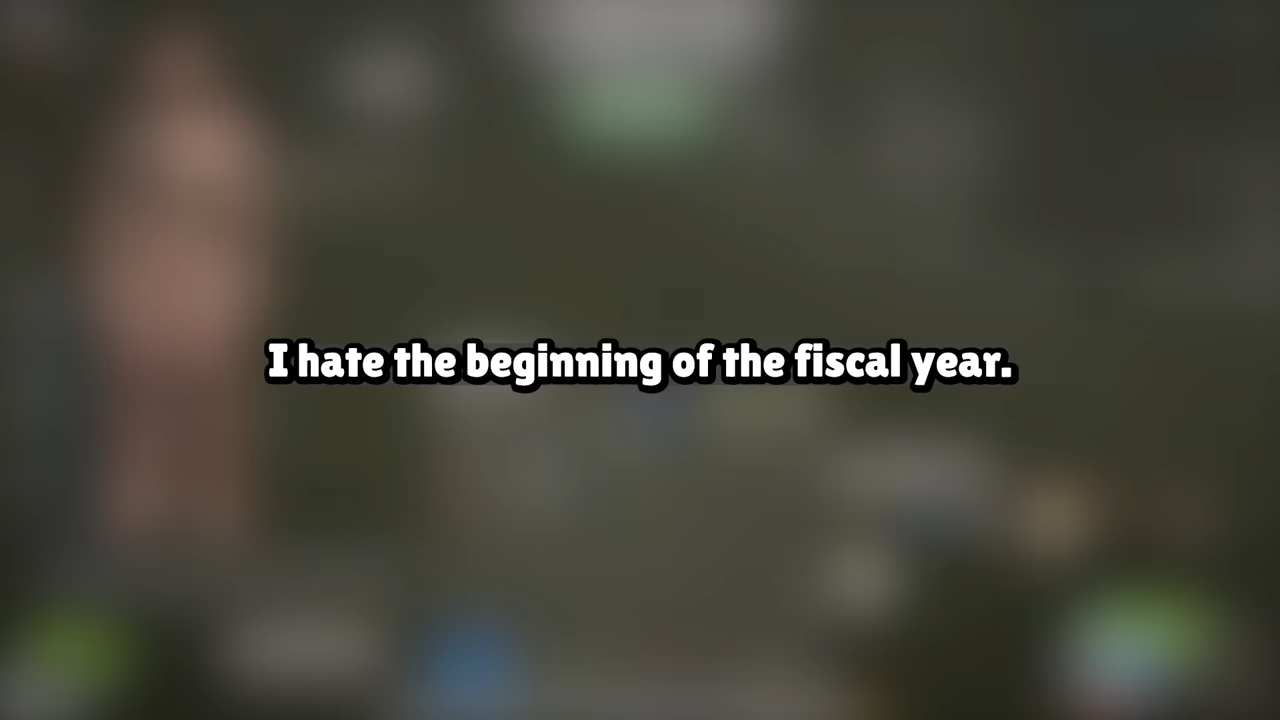 I hate the beginning of the fiscal year.